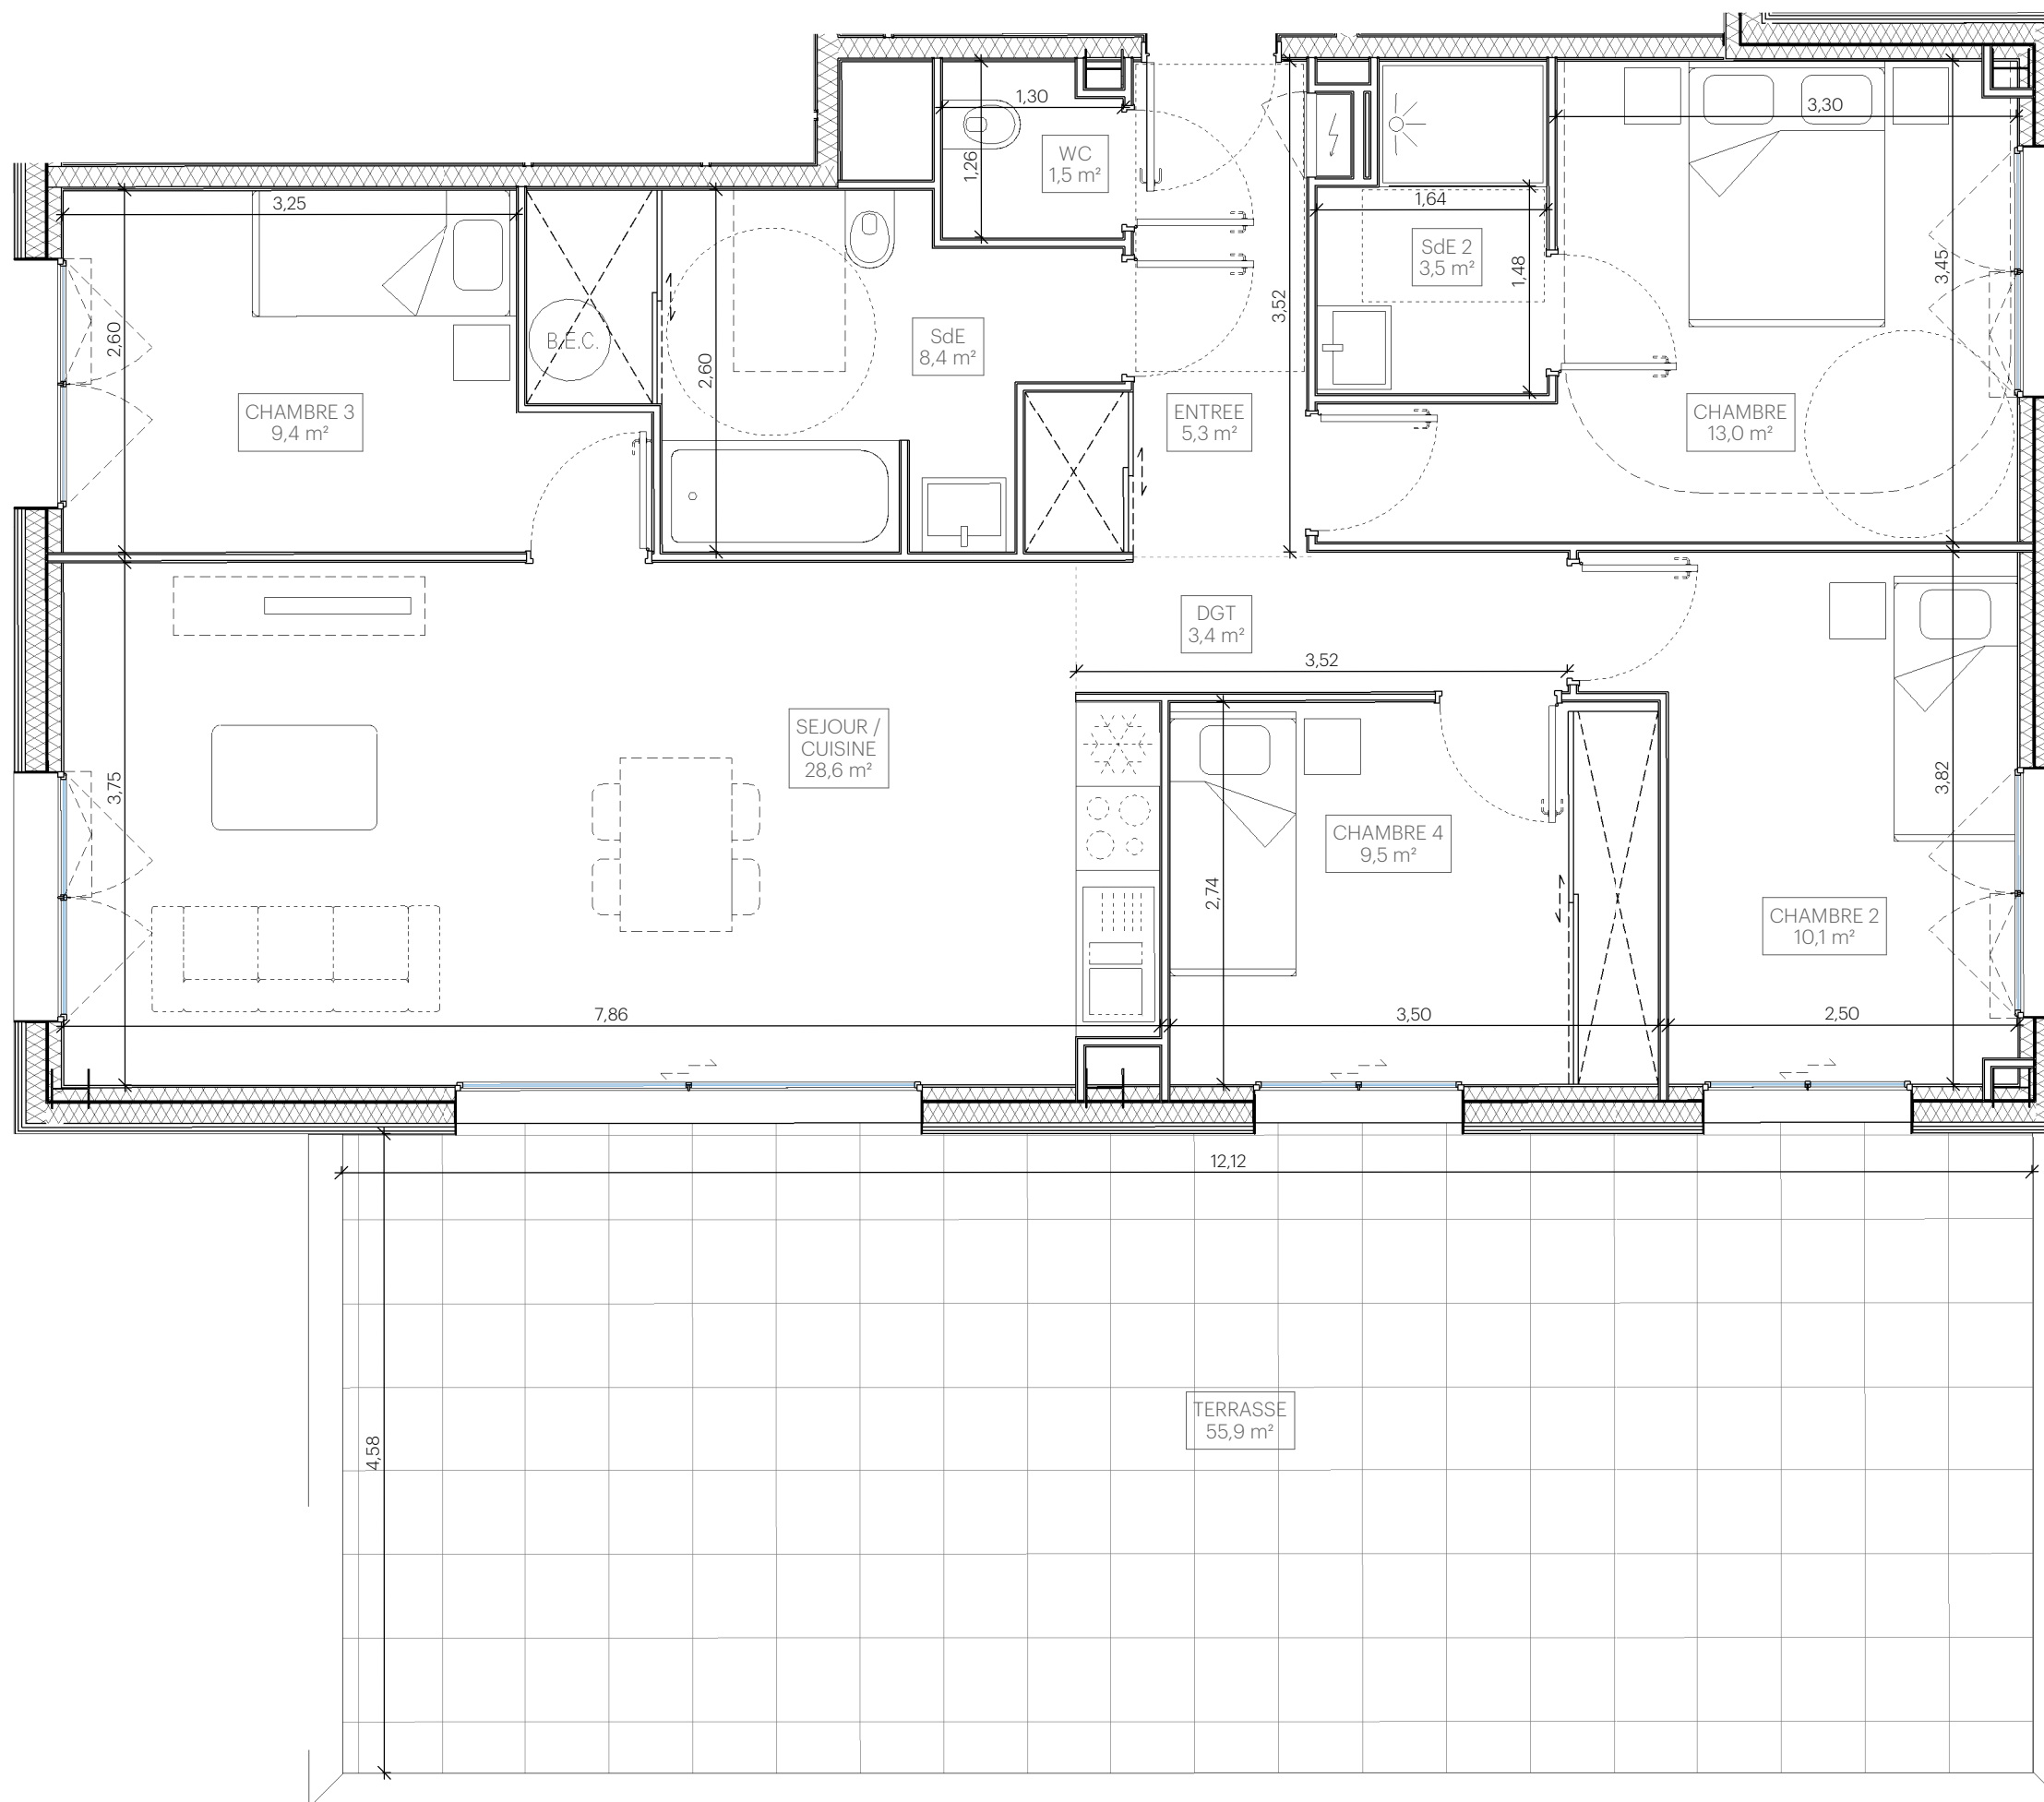 1,30
3,30
WC
1,5 m²
1,26
3,25
1,64
SdE 2
3,5 m²
1,48
3,45
3,52
2,60
B.E.C.
SdE
8,4 m²
2,60
CHAMBRE 3
9,4 m²
ENTREE
5,3 m²
CHAMBRE
13,0 m²
DGT
3,4 m²
3,52
SEJOUR /
CUISINE
28,6 m²
3,75
3,82
CHAMBRE 4
9,5 m²
2,74
CHAMBRE 2
10,1 m²
7,86
3,50
2,50
12,12
TERRASSE
55,9 m²
4,58